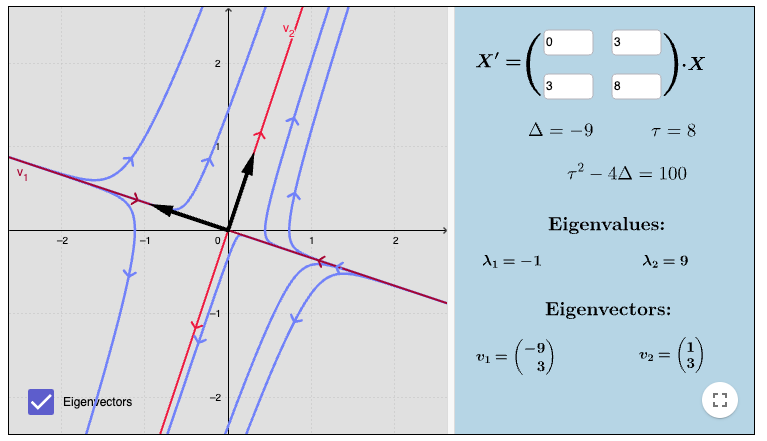 v₂
2
1
v₁
−2
−1
0
1
2
−1
−2
Eigenvectors
X′ = ( 0 3
3 8 ) · X
Δ = −9 τ = 8
τ² − 4Δ = 100
Eigenvalues:
λ₁ = −1 λ₂ = 9
Eigenvectors:
v₁ = ( −9
3 ) v₂ = ( 1
3 )